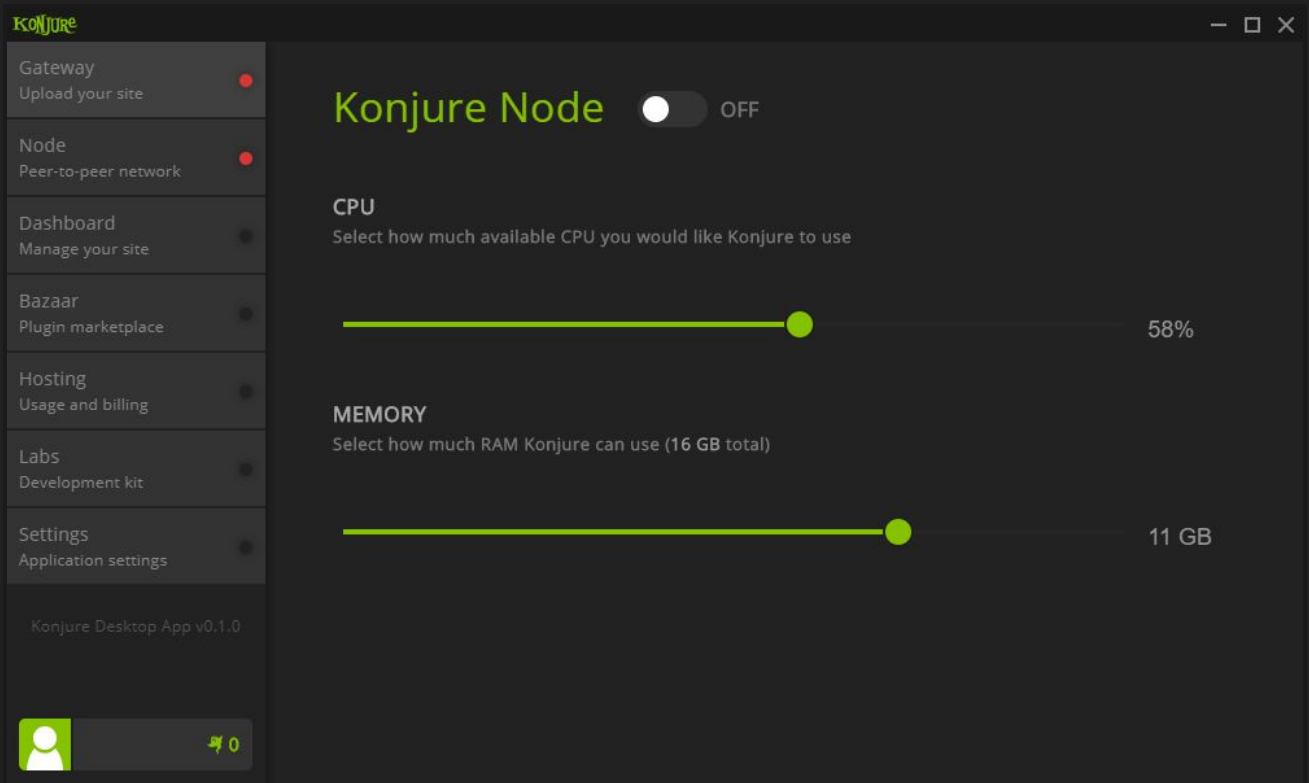 KONJURE
Gateway
Upload your site
Node
Peer-to-peer network
Dashboard
Manage your site
Bazaar
Plugin marketplace
Hosting
Usage and billing
Labs
Development kit
Settings
Application settings
Konjure Desktop App v0.1.0
0
Konjure Node OFF
CPU
Select how much available CPU you would like Konjure to use
58%
MEMORY
Select how much RAM Konjure can use (16 GB total)
11 GB